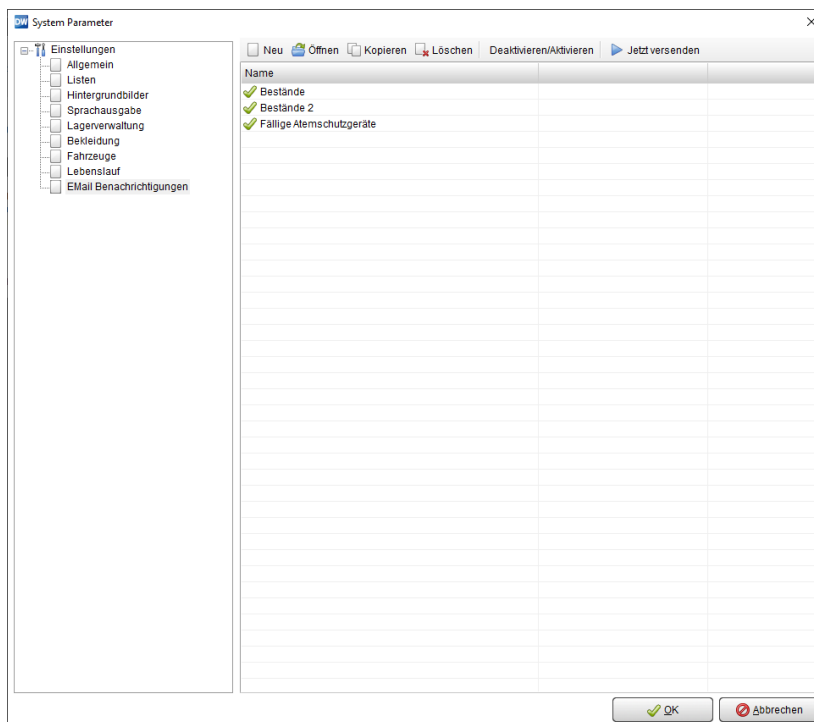 DW System Parameter
Einstellungen
Allgemein
Listen
Hintergrundbilder
Sprachausgabe
Lagerverwaltung
Bekleidung
Fahrzeuge
Lebenslauf
EMail Benachrichtigungen
Neu Öffnen Kopieren Löschen Deaktivieren/Aktivieren Jetzt versenden
Name
Bestände
Bestände 2
Fällige Atemschutzgeräte
OK Abbrechen